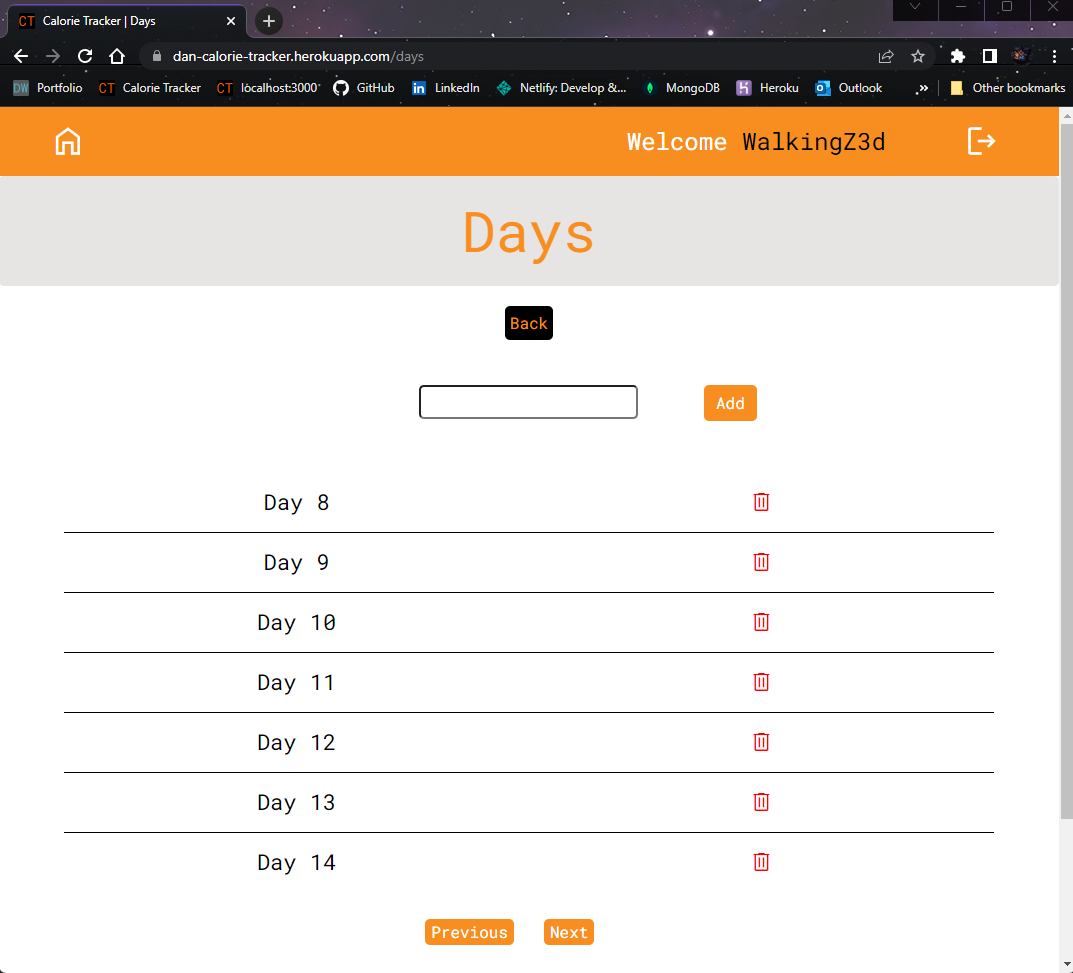 CT Calorie Tracker | Days
dan-calorie-tracker.herokuapp.com/days
DW Portfolio CT Calorie Tracker CT localhost:3000 GitHub in LinkedIn Netlify: Develop &... MongoDB Heroku Outlook » Other bookmarks
Welcome WalkingZ3d
Days
Back
Add
Day 8
Day 9
Day 10
Day 11
Day 12
Day 13
Day 14
Previous Next